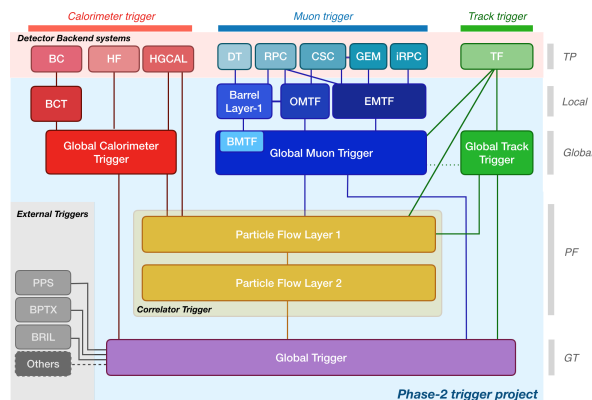 Calorimeter trigger
Muon trigger
Track trigger
Detector Backend systems
BC
HF
HGCAL
DT
RPC
CSC
GEM
iRPC
TF
TP
BCT
Barrel
Layer-1
OMTF
EMTF
Local
Global Calorimeter
Trigger
BMTF
Global Muon Trigger
Global Track
Trigger
Global
External Triggers
Particle Flow Layer 1
PF
Particle Flow Layer 2
Correlator Trigger
PPS
BPTX
BRIL
Others
Global Trigger
GT
Phase-2 trigger project